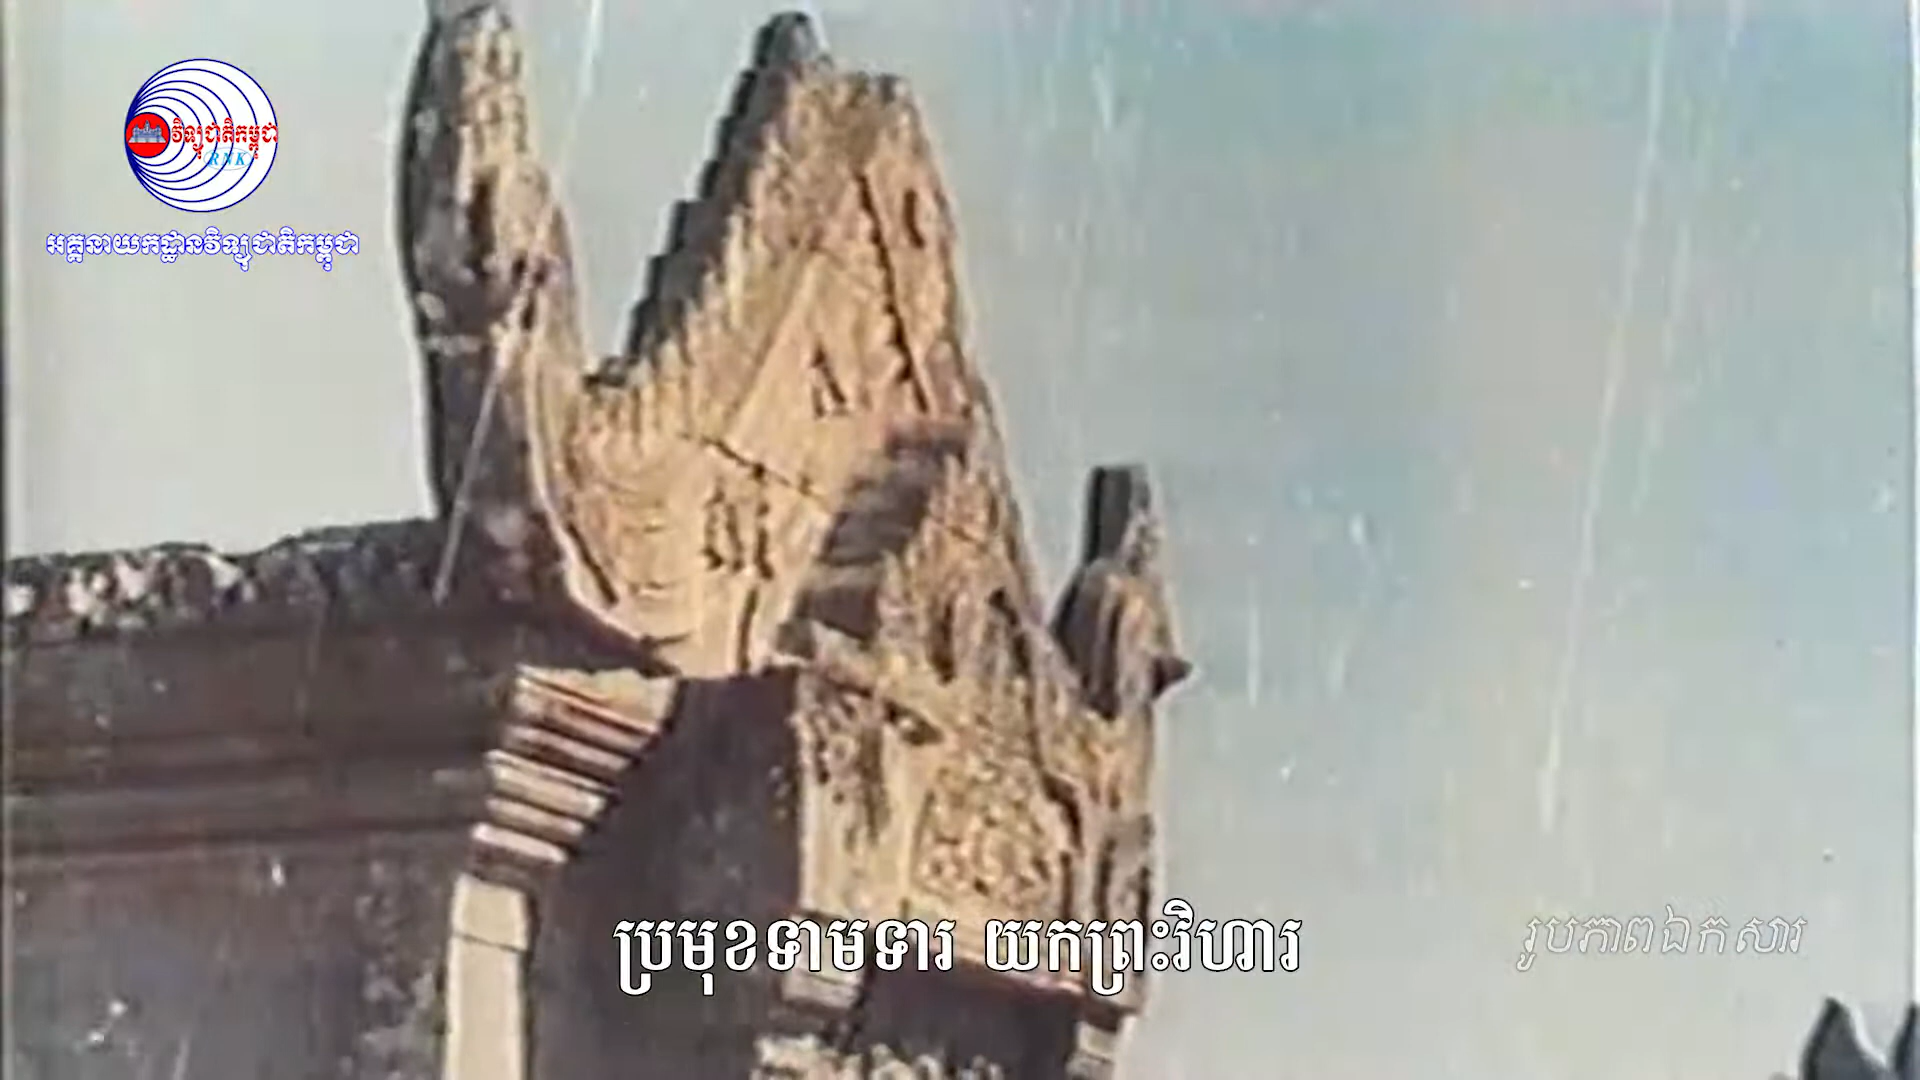 វិទ្យុជាតិកម្ពុជា
RNK
អគ្គនាយកដ្ឋានវិទ្យុជាតិកម្ពុជា
ប្រមុខទាមទារ យកព្រះវិហារ
រូបភាពឯកសារ